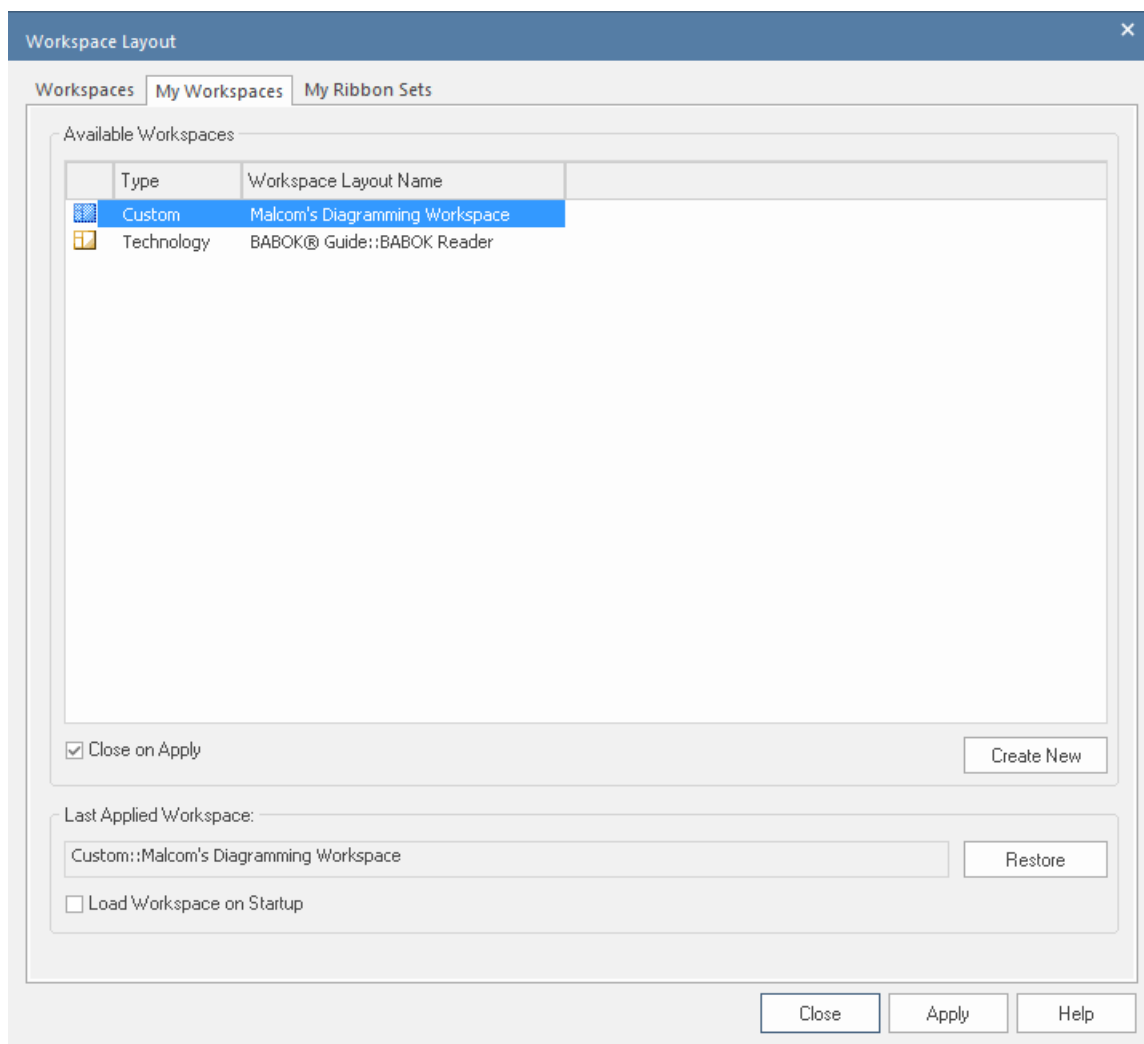 Workspace Layout
Workspaces My Workspaces My Ribbon Sets
Available Workspaces
Type Workspace Layout Name
Custom Malcom's Diagramming Workspace
Technology BABOK® Guide::BABOK Reader
Close on Apply
Create New
Last Applied Workspace:
Custom::Malcom's Diagramming Workspace
Restore
Load Workspace on Startup
Close Apply Help